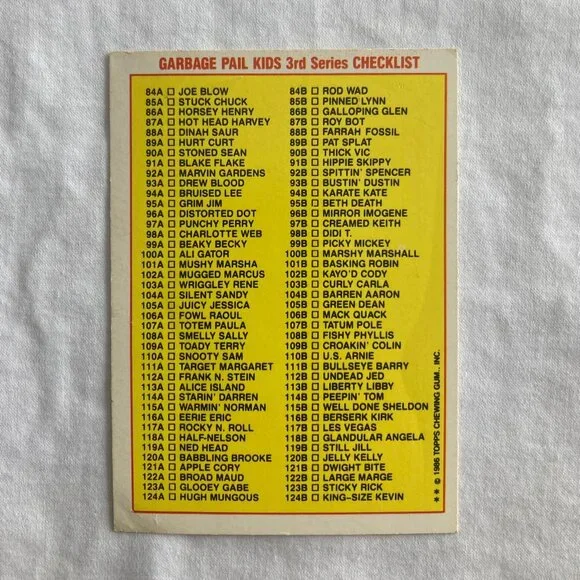 GARBAGE PAIL KIDS 3rd Series CHECKLIST
84A □ JOE BLOW
85A □ STUCK CHUCK
86A □ HORSEY HENRY
87A □ HOT HEAD HARVEY
88A □ DINAH SAUR
89A □ HURT CURT
90A □ STONED SEAN
91A □ BLAKE FLAKE
92A □ MARVIN GARDENS
93A □ DREW BLOOD
94A □ BRUISED LEE
95A □ GRIM JIM
96A □ DISTORTED DOT
97A □ PUNCHY PERRY
98A □ CHARLOTTE WEB
99A □ BEAKY BECKY
100A □ ALI GATOR
101A □ MUSHY MARSHA
102A □ MUGGED MARCUS
103A □ WRIGGLEY RENE
104A □ SILENT SANDY
105A □ JUICY JESSICA
106A □ FOWL RAOUL
107A □ TOTEM PAULA
108A □ SMELLY SALLY
109A □ TOADY TERRY
110A □ SNOOTY SAM
111A □ TARGET MARGARET
112A □ FRANK N. STEIN
113A □ ALICE ISLAND
114A □ STARIN' DARREN
115A □ WARMIN' NORMAN
116A □ EERIE ERIC
117A □ ROCKY N. ROLL
118A □ HALF-NELSON
119A □ NED HEAD
120A □ BABBLING BROOKE
121A □ APPLE CORY
122A □ BROAD MAUD
123A □ GLOOEY GABE
124A □ HUGH MUNGOUS
84B □ ROD WAD
85B □ PINNED LYNN
86B □ GALLOPING GLEN
87B □ ROY BOT
88B □ FARRAH FOSSIL
89B □ PAT SPLAT
90B □ THICK VIC
91B □ HIPPIE SKIPPY
92B □ SPITTIN' SPENCER
93B □ BUSTIN' DUSTIN
94B □ KARATE KATE
95B □ BETH DEATH
96B □ MIRROR IMOGENE
97B □ CREAMED KEITH
98B □ DIDI T.
99B □ PICKY MICKEY
100B □ MARSHY MARSHALL
101B □ BASKING ROBIN
102B □ KAYO'D CODY
103B □ CURLY CARLA
104B □ BARREN AARON
105B □ GREEN DEAN
106B □ MACK QUACK
107B □ TATUM POLE
108B □ FISHY PHYLLIS
109B □ CROAKIN' COLIN
110B □ U.S. ARNIE
111B □ BULLSEYE BARRY
112B □ UNDEAD JED
113B □ LIBERTY LIBBY
114B □ PEEPIN' TOM
115B □ WELL DONE SHELDON
116B □ BERSERK KIRK
117B □ LES VEGAS
118B □ GLANDULAR ANGELA
119B □ STILL JILL
120B □ JELLY KELLY
121B □ DWIGHT BITE
122B □ LARGE MARGE
123B □ STICKY RICK
124B □ KING-SIZE KEVIN
** © 1986 TOPPS CHEWING GUM., INC.